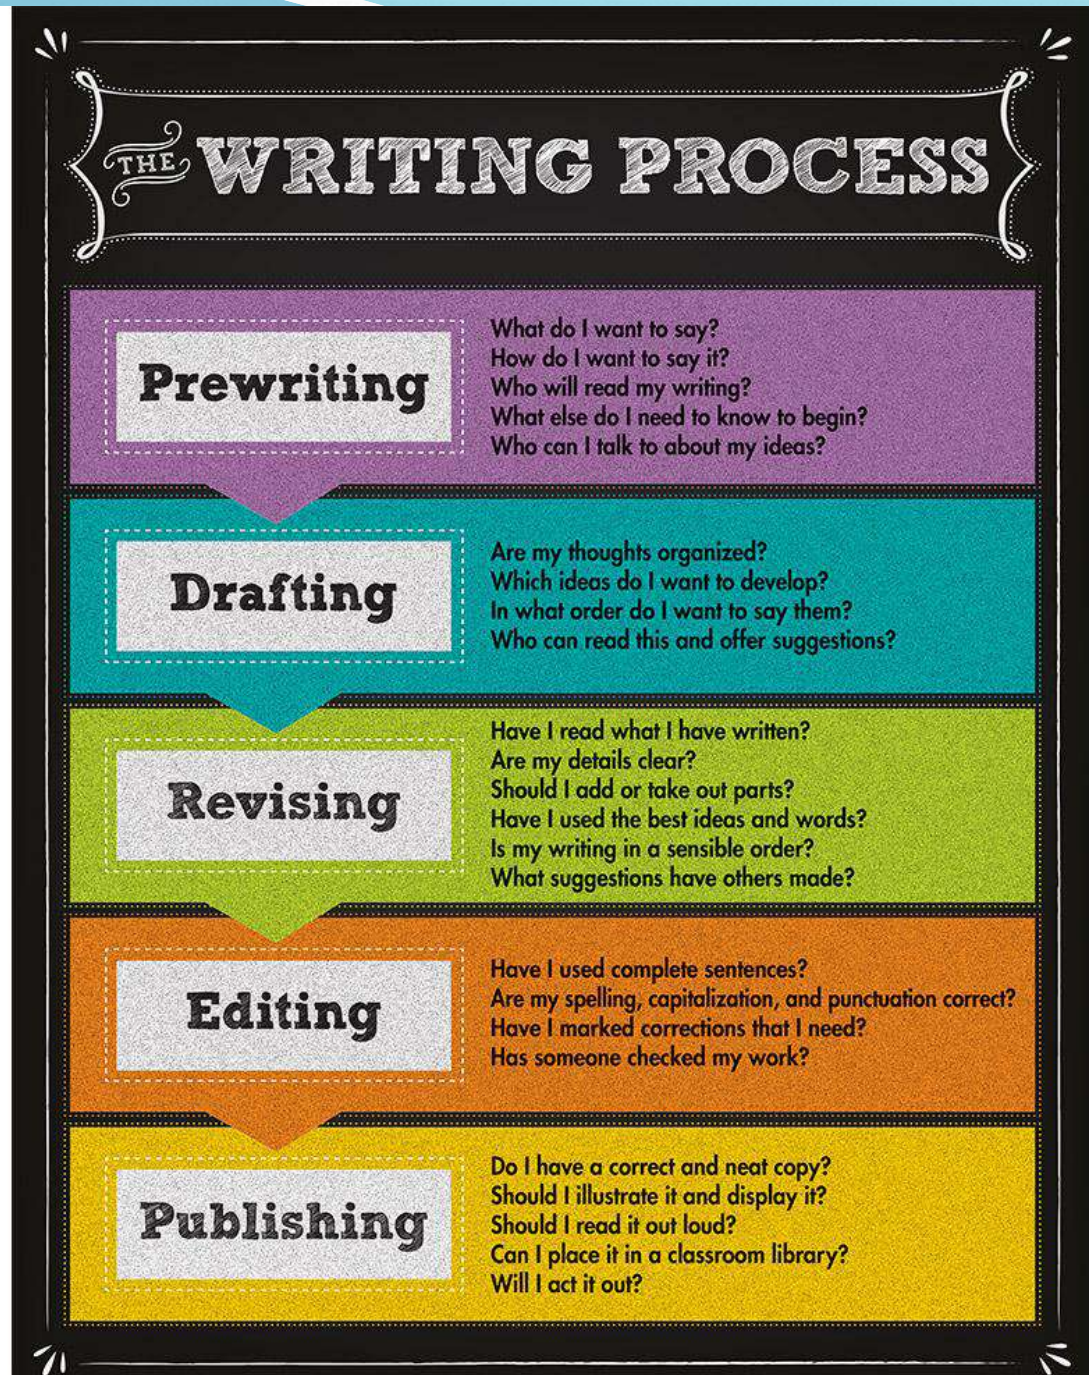 THE WRITING PROCESS
Prewriting
What do I want to say?
How do I want to say it?
Who will read my writing?
What else do I need to know to begin?
Who can I talk to about my ideas?
Drafting
Are my thoughts organized?
Which ideas do I want to develop?
In what order do I want to say them?
Who can read this and offer suggestions?
Revising
Have I read what I have written?
Are my details clear?
Should I add or take out parts?
Have I used the best ideas and words?
Is my writing in a sensible order?
What suggestions have others made?
Editing
Have I used complete sentences?
Are my spelling, capitalization, and punctuation correct?
Have I marked corrections that I need?
Has someone checked my work?
Publishing
Do I have a correct and neat copy?
Should I illustrate it and display it?
Should I read it out loud?
Can I place it in a classroom library?
Will I act it out?